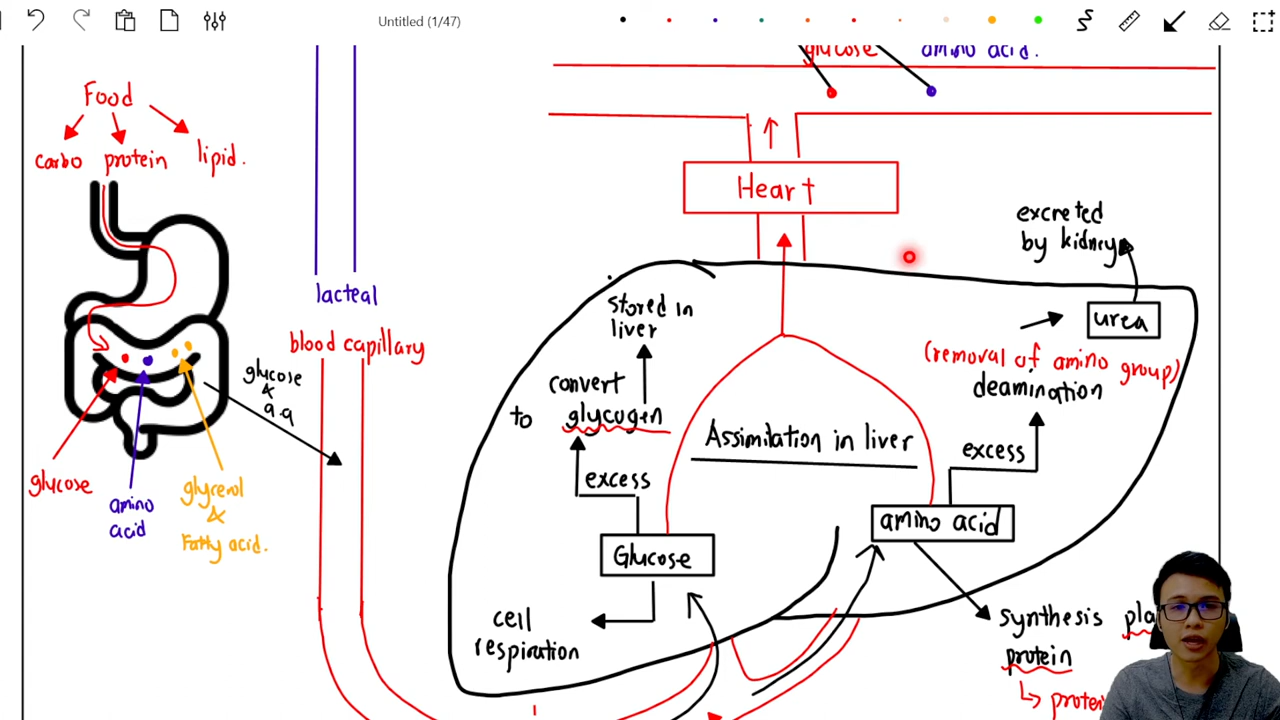 Untitled (1/47)
glucose
amino acid.
Food
carbo protein lipid.
Heart
excreted
by kidney
lacteal
stored in
liver
urea
blood capillary
(removal of amino group)
deamination
glucose
&
a.a
convert
to glycogen
Assimilation in liver
excess
excess
glucose
amino
acid
glycerol
&
Fatty acid.
amino acid
Glucose
cell
respiration
synthesis
protein